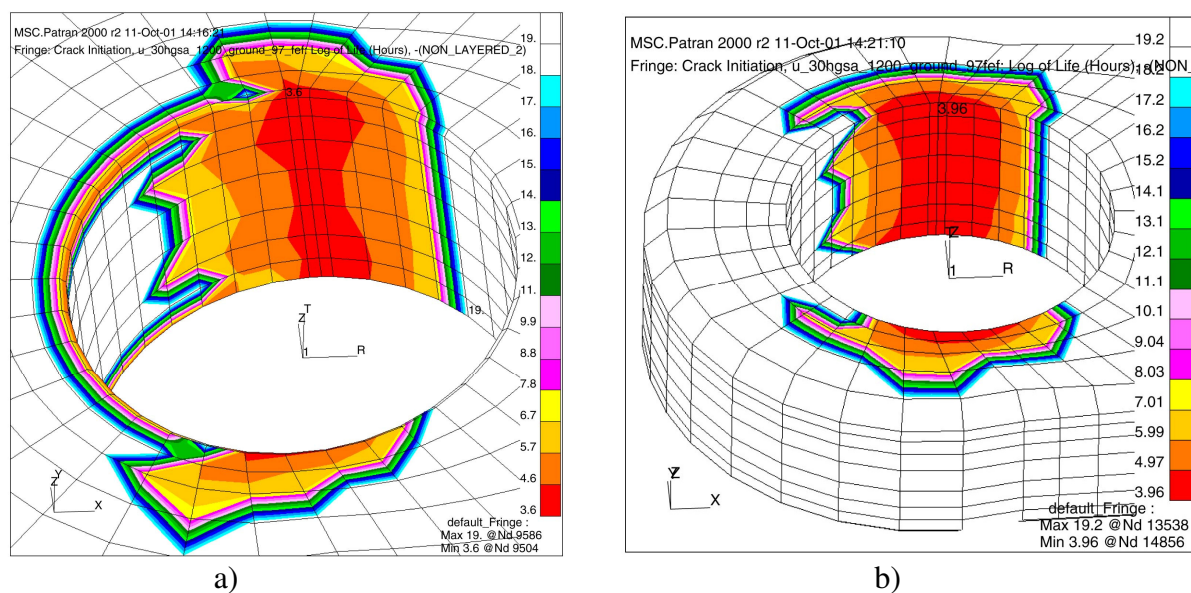 MSC.Patran 2000 r2 11-Oct-01 14:16:21
Fringe: Crack Initiation, u_30hgsa_1200_ground_97_fef: Log of Life (Hours), -(NON_LAYERED_2)
19.
18.
17.
16.
15.
14.
13.
12.
11.
9.9
8.8
7.8
6.7
5.7
4.6
3.6
3.6
19.
T
Z
R
1
Y
Z
X
default_Fringe :
Max 19. @Nd 9586
Min 3.6 @Nd 9504
a)
MSC.Patran 2000 r2 11-Oct-01 14:21:10
Fringe: Crack Initiation, u_30hgsa_1200_ground_97fef: Log of Life (Hours), -(NON_
19.2
18.2
17.2
16.2
15.2
14.1
13.1
12.1
11.1
10.1
9.04
8.03
7.01
5.99
4.97
3.96
3.96
Z
R
1
Z
X
default_Fringe :
Max 19.2 @Nd 13538
Min 3.96 @Nd 14856
b)